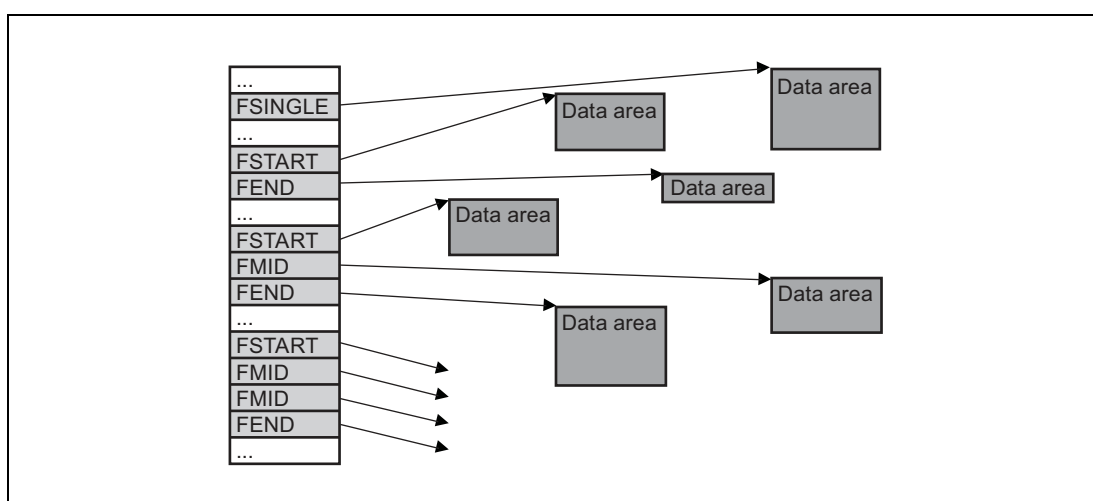 ...
FSINGLE
...
FSTART
FEND
...
FSTART
FMID
FEND
...
FSTART
FMID
FMID
FEND
...
Data area
Data area
Data area
Data area
Data area
Data area